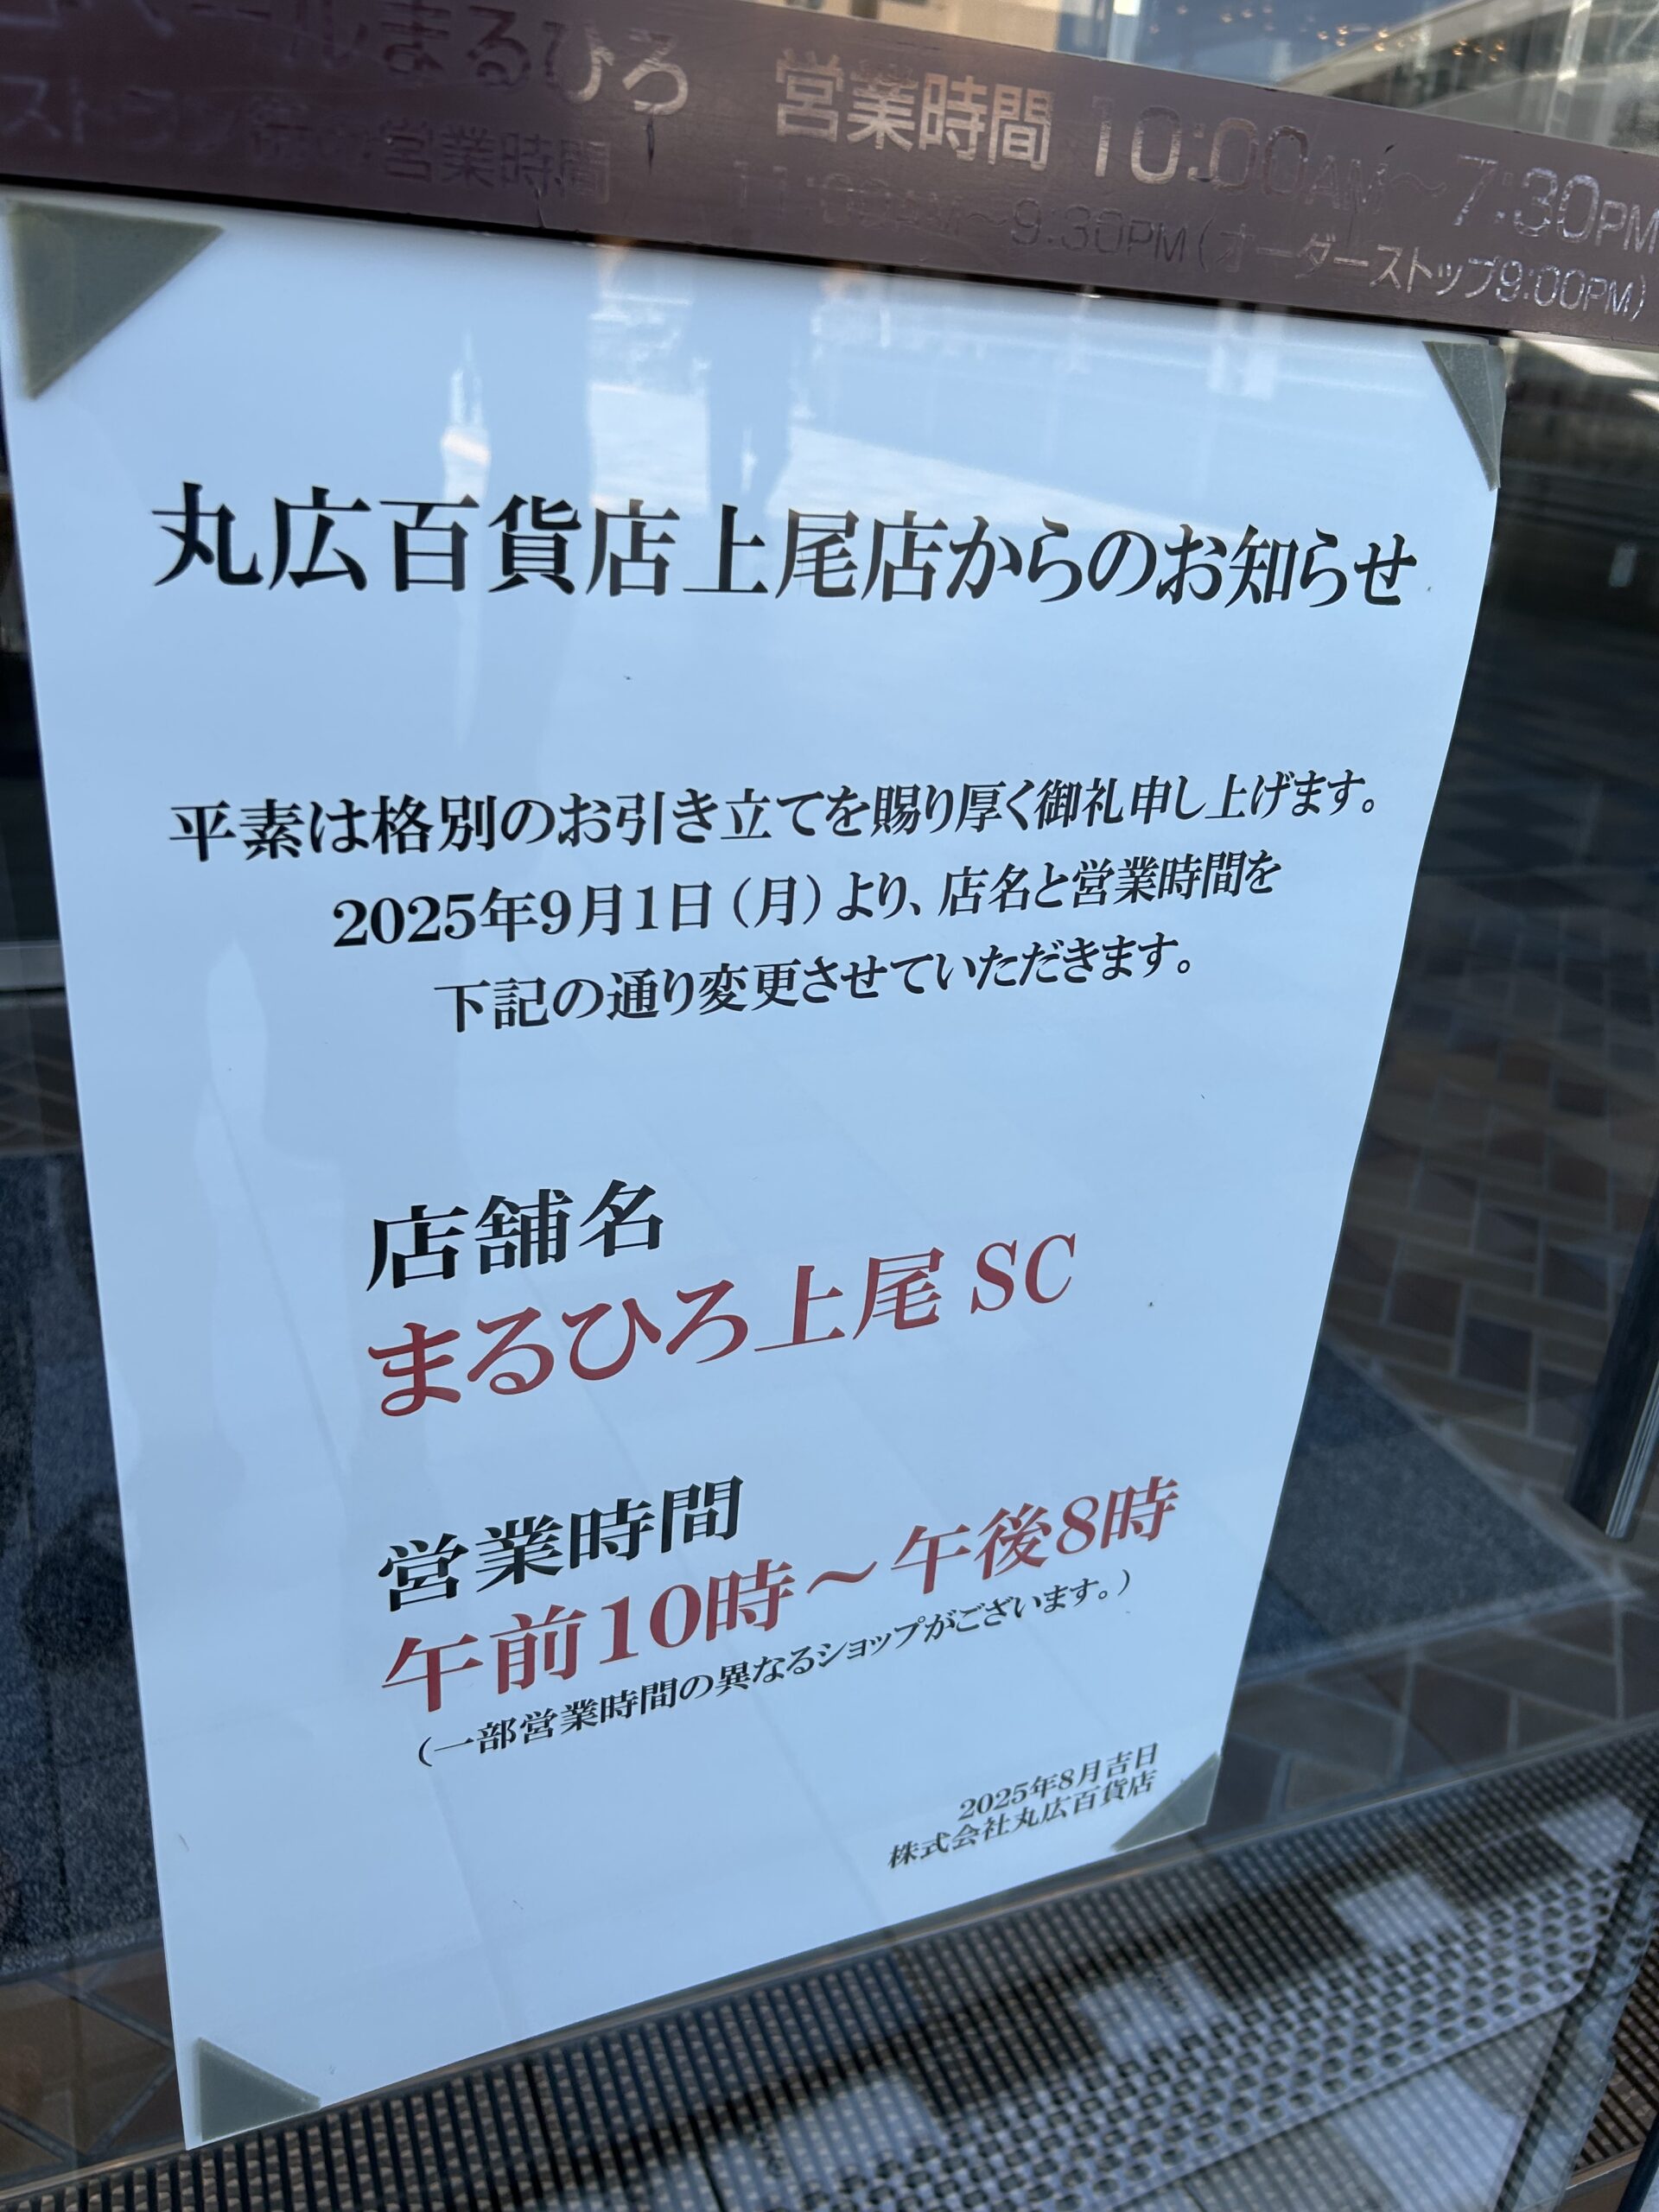 まるひろ 営業時間 10:00AM～7:30PM
営業時間 11:00AM～9:30PM(オーダーストップ9:00PM)
丸広百貨店上尾店からのお知らせ
平素は格別のお引き立てを賜り厚く御礼申し上げます。
2025年9月1日（月）より、店名と営業時間を
下記の通り変更させていただきます。
店舗名
まるひろ上尾 SC
営業時間
午前10時～午後8時
（一部営業時間の異なるショップがございます。）
2025年8月吉日
株式会社丸広百貨店